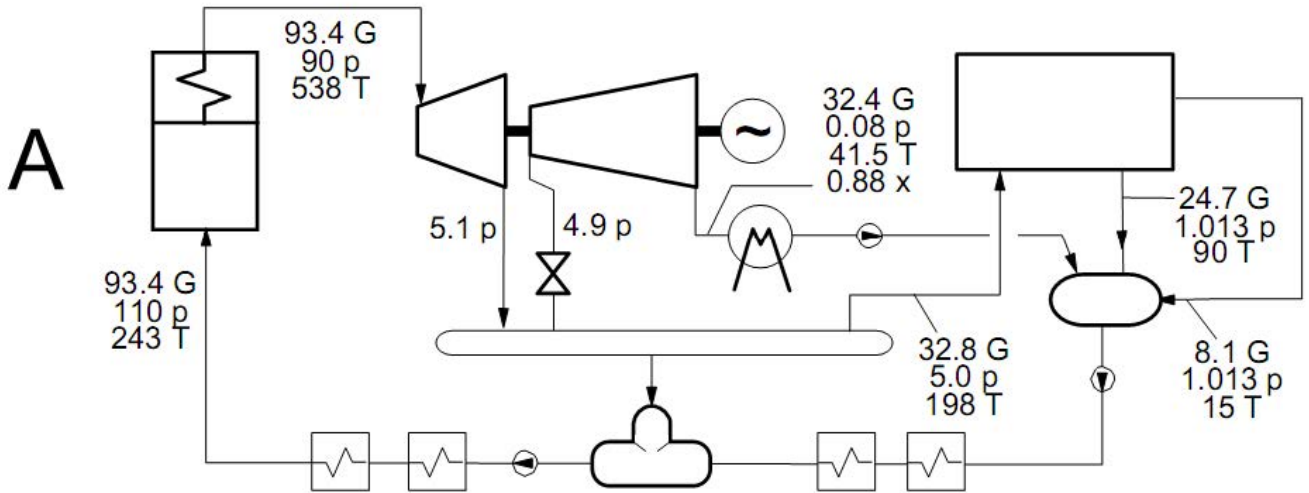 A
93.4 G
90 p
538 T
32.4 G
0.08 p
41.5 T
0.88 x
5.1 p
4.9 p
24.7 G
1.013 p
90 T
93.4 G
110 p
243 T
32.8 G
5.0 p
198 T
8.1 G
1.013 p
15 T
~